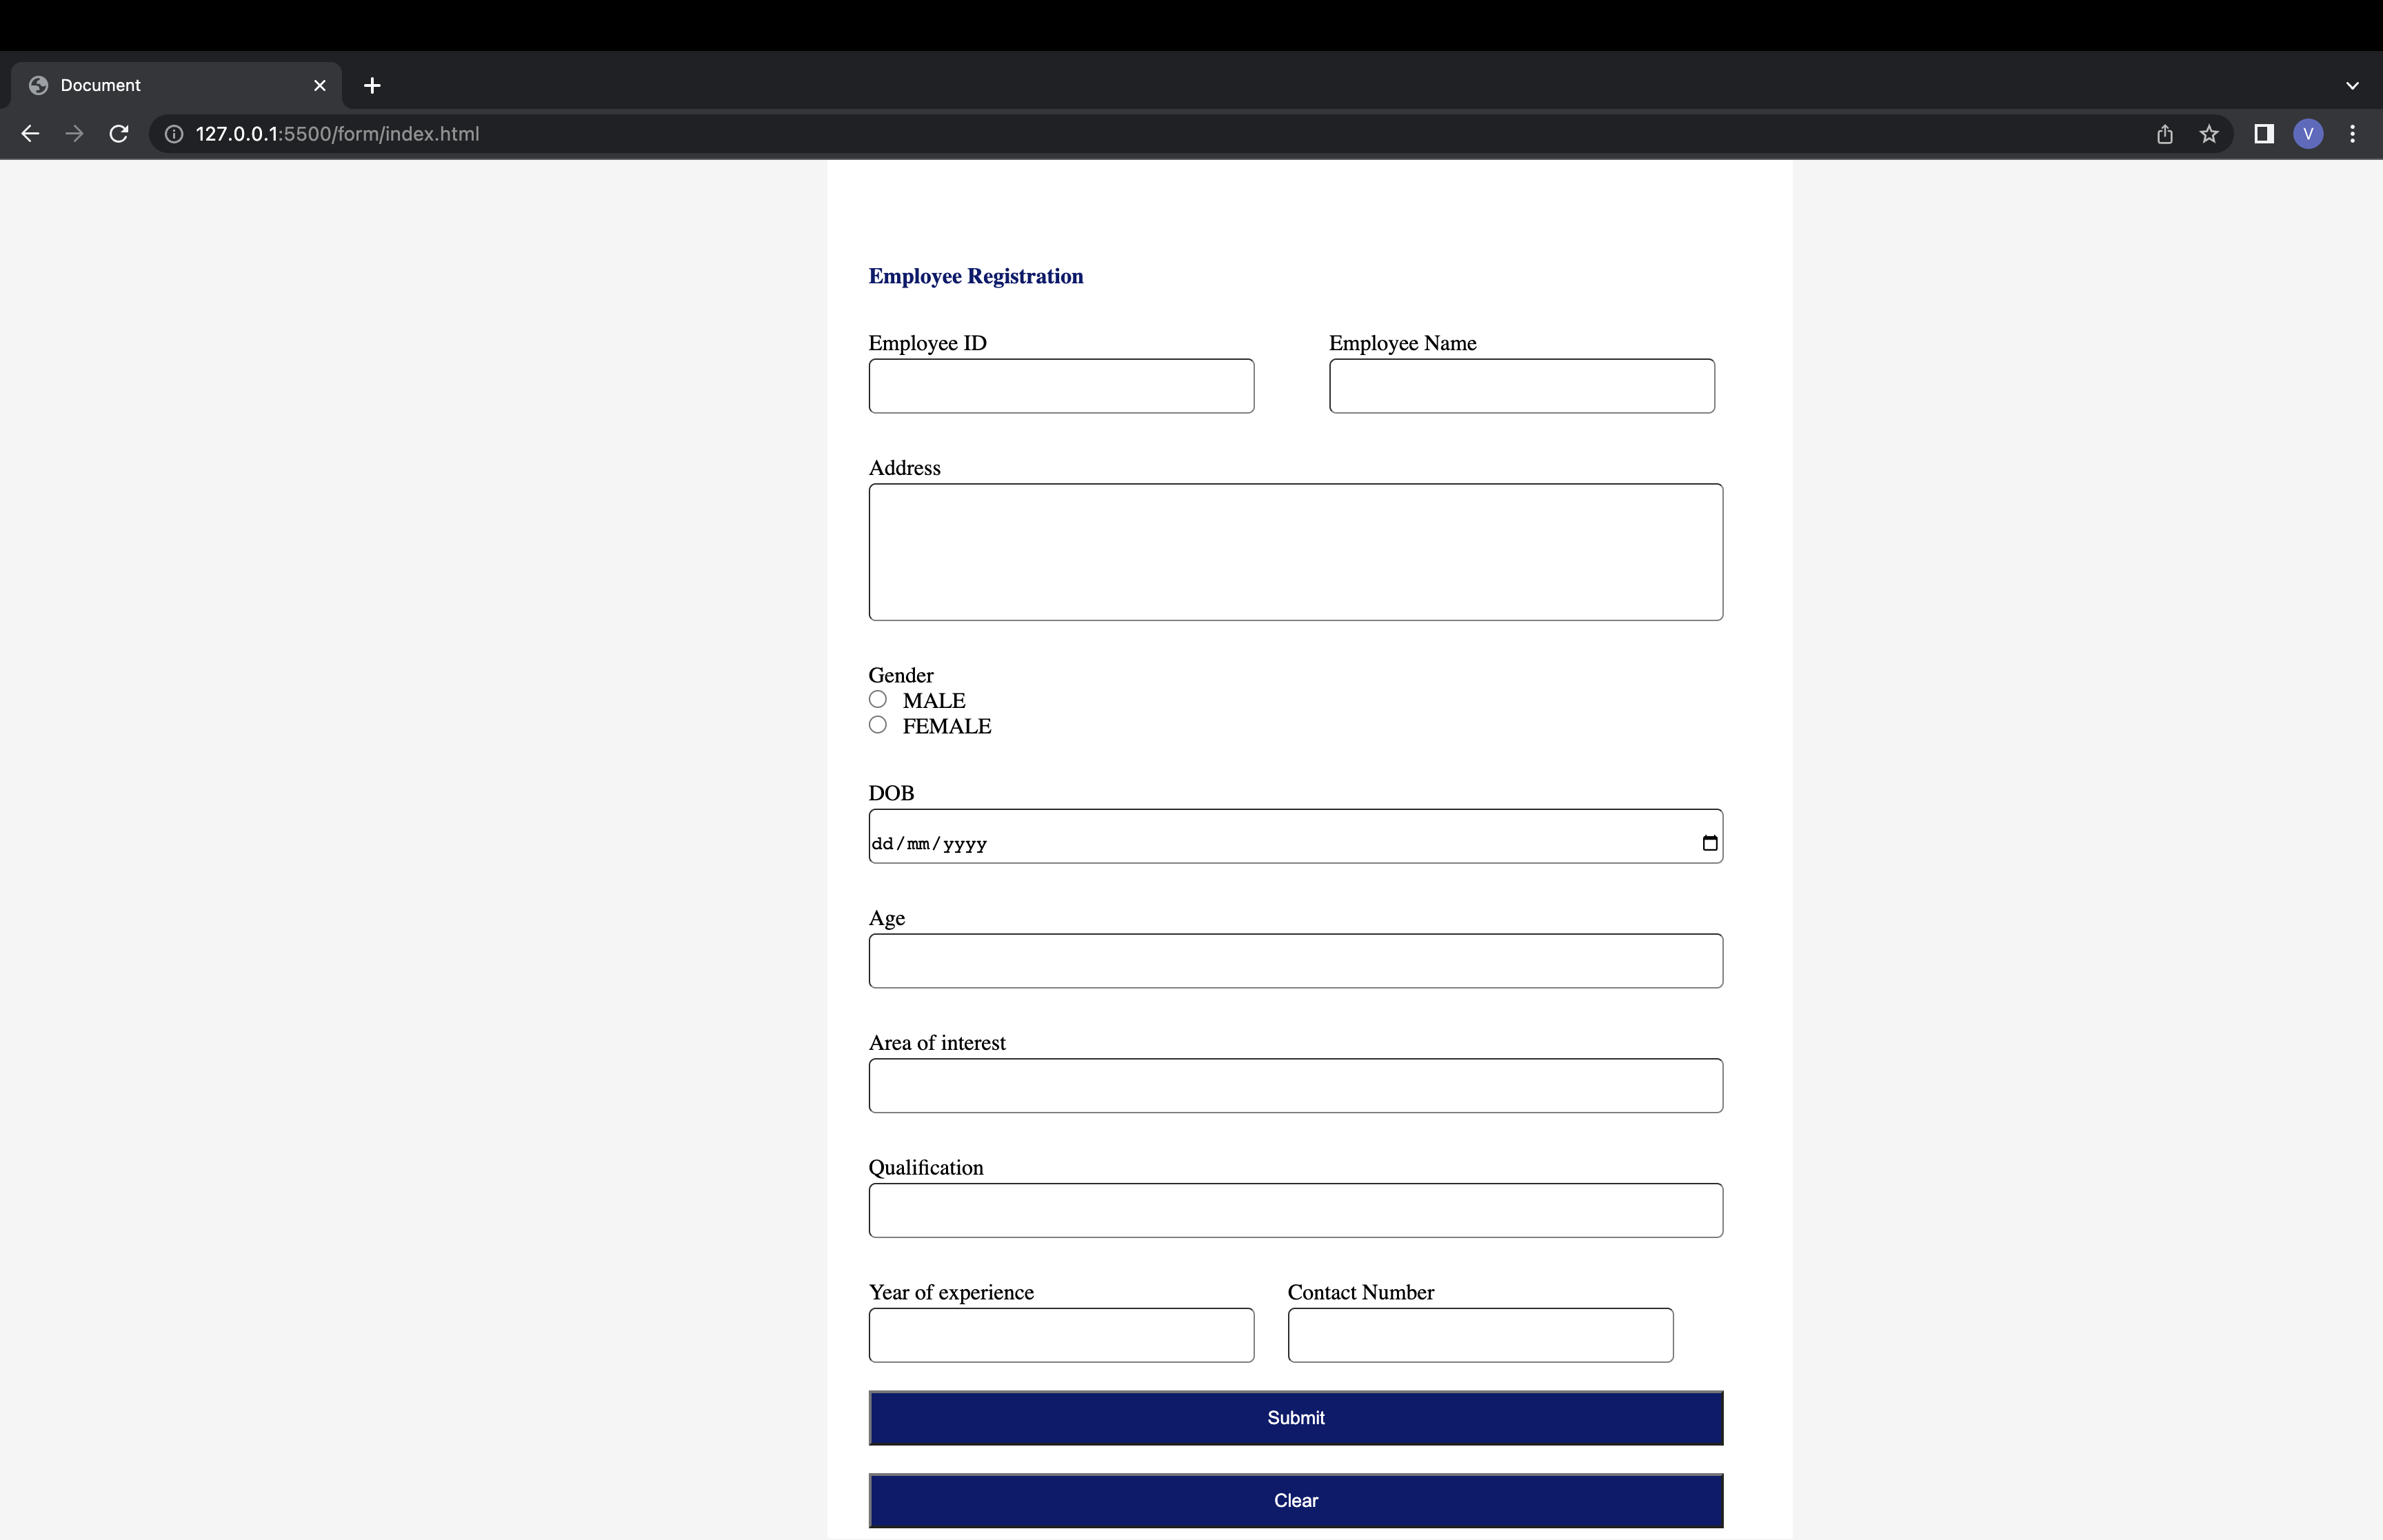 Document
127.0.0.1:5500/form/index.html
V
Employee Registration
Employee ID
Employee Name
Address
Gender
MALE
FEMALE
DOB
dd/mm/yyyy
Age
Area of interest
Qualification
Year of experience
Contact Number
Submit
Clear